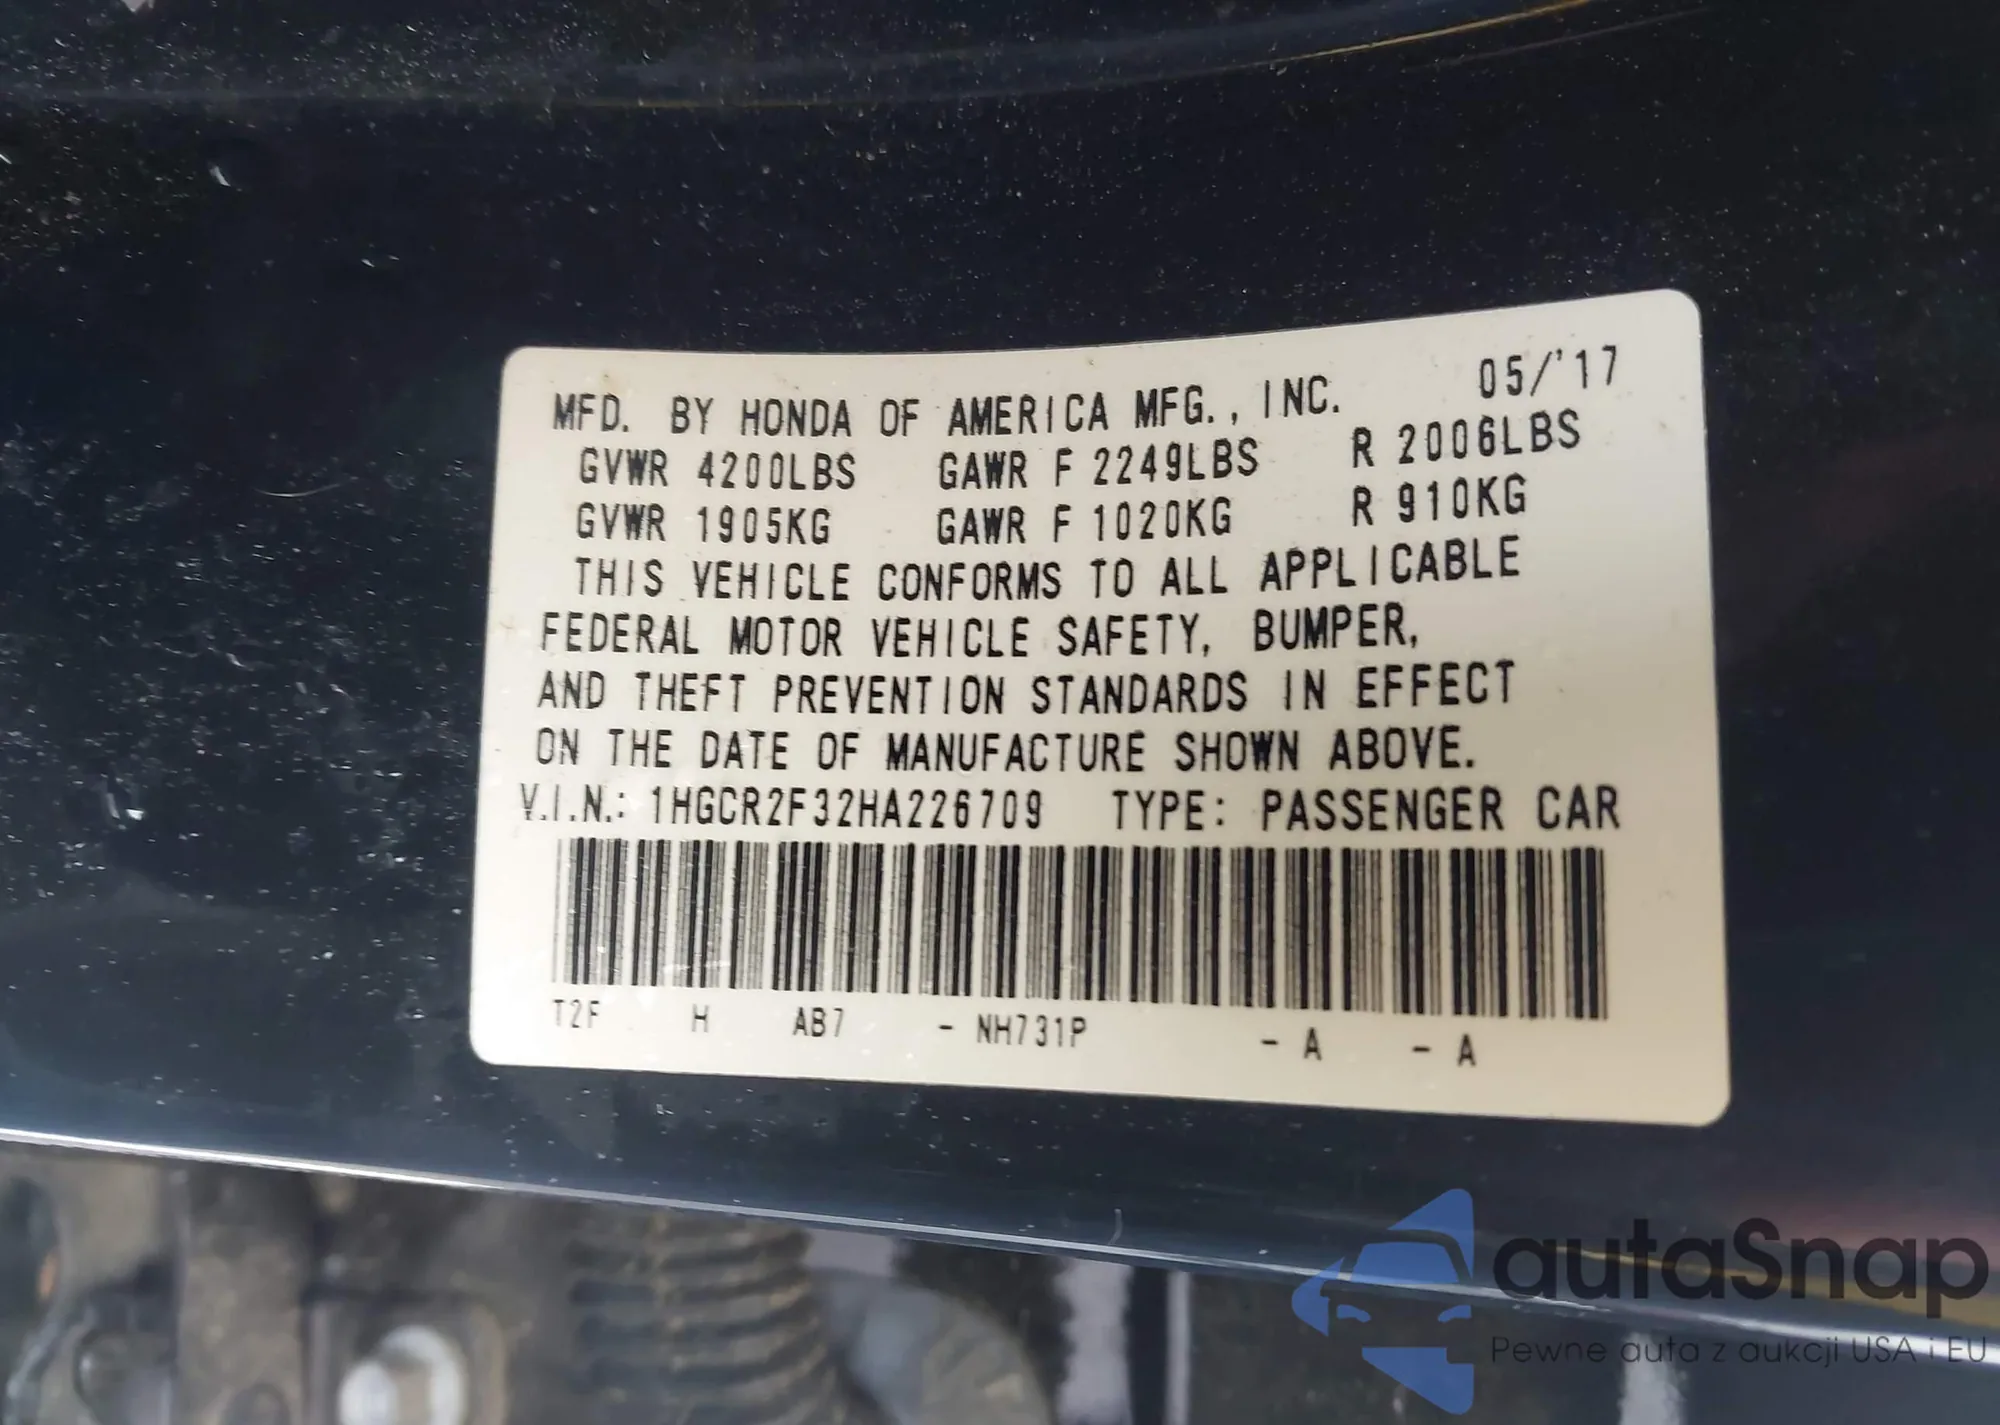 MFD. BY HONDA OF AMERICA MFG., INC. 05/'17
GVWR 4200LBS GAWR F 2249LBS R 2006LBS
GVWR 1905KG GAWR F 1020KG R 910KG
THIS VEHICLE CONFORMS TO ALL APPLICABLE
FEDERAL MOTOR VEHICLE SAFETY, BUMPER,
AND THEFT PREVENTION STANDARDS IN EFFECT
ON THE DATE OF MANUFACTURE SHOWN ABOVE.
V.I.N.: 1HGCR2F32HA226709 TYPE: PASSENGER CAR
T2F H AB7 - NH731P - A - A
autaSnap
Pewne auta z aukcji USA i EU